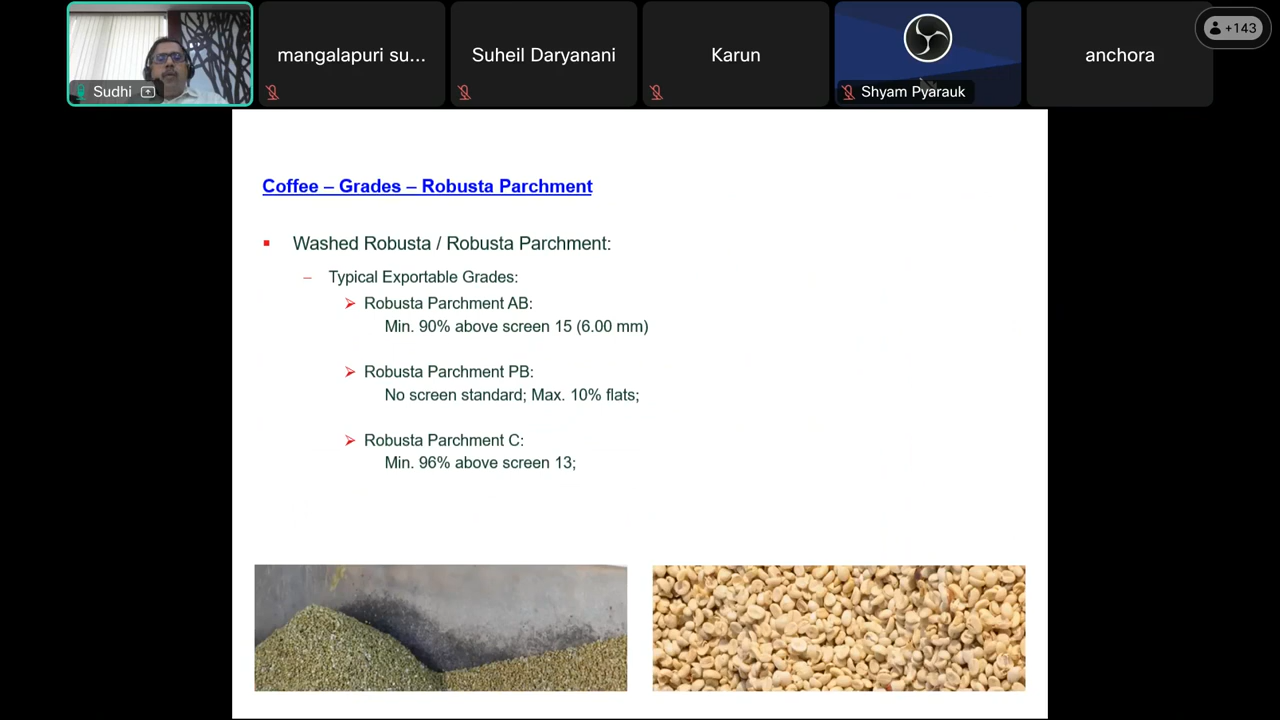 Sudhi
mangalapuri su...
Suheil Daryanani
Karun
Shyam Pyarauk
anchora
+143
Coffee – Grades – Robusta Parchment
▪ Washed Robusta / Robusta Parchment:
– Typical Exportable Grades:
➢ Robusta Parchment AB:
Min. 90% above screen 15 (6.00 mm)
➢ Robusta Parchment PB:
No screen standard; Max. 10% flats;
➢ Robusta Parchment C:
Min. 96% above screen 13;